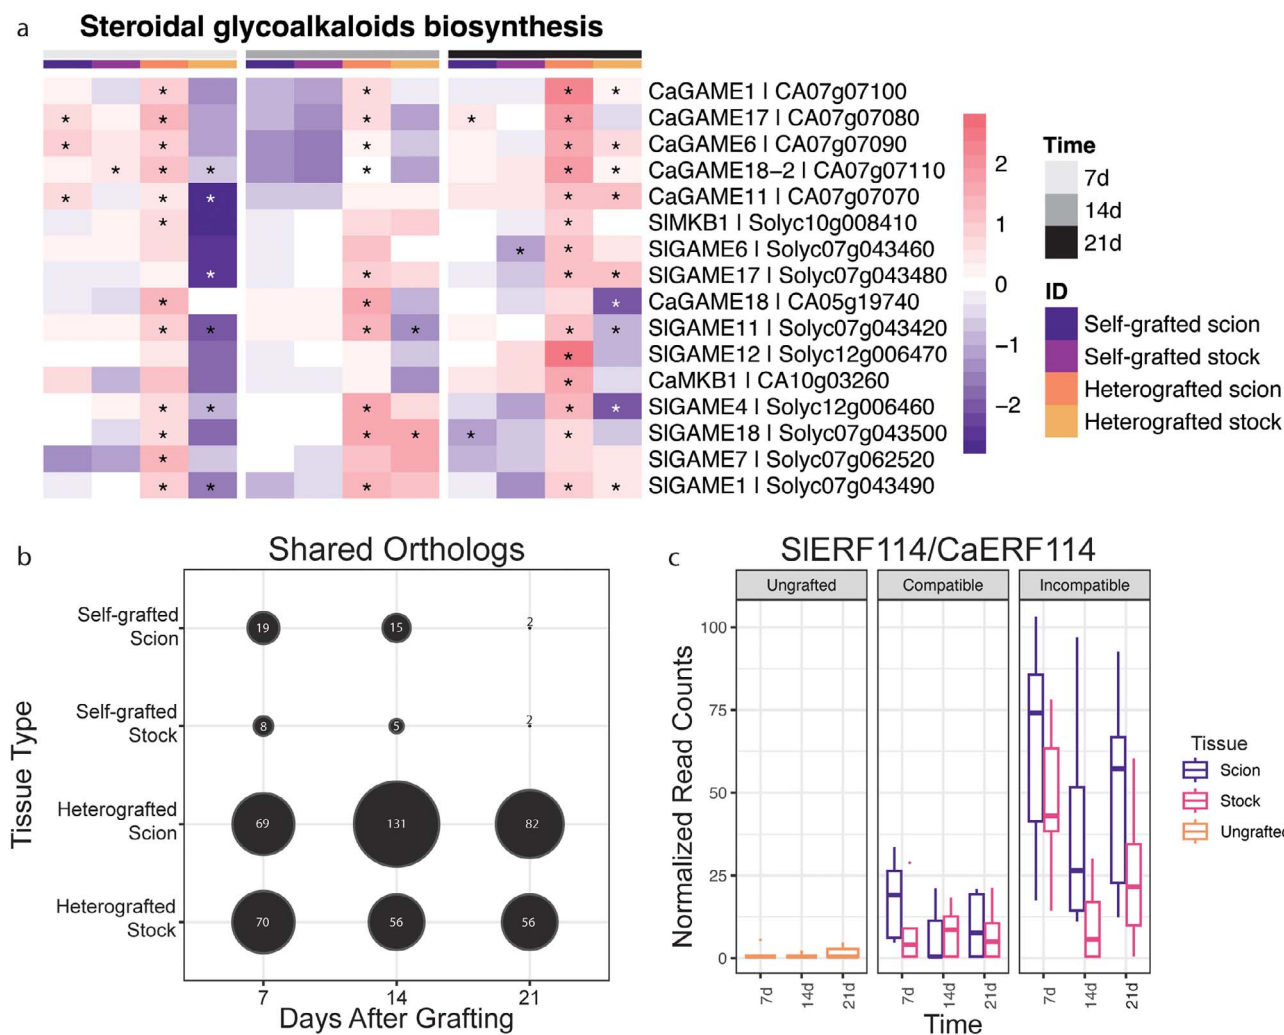 a
Steroidal glycoalkaloids biosynthesis
CaGAME1 | CA07g07100
CaGAME17 | CA07g07080
CaGAME6 | CA07g07090
CaGAME18-2 | CA07g07110
CaGAME11 | CA07g07070
SlMKB1 | Solyc10g008410
SlGAME6 | Solyc07g043460
SlGAME17 | Solyc07g043480
CaGAME18 | CA05g19740
SlGAME11 | Solyc07g043420
SlGAME12 | Solyc12g006470
CaMKB1 | CA10g03260
SlGAME4 | Solyc12g006460
SlGAME18 | Solyc07g043500
SlGAME7 | Solyc07g062520
SlGAME1 | Solyc07g043490
2
1
0
-1
-2
Time
7d
14d
21d
ID
Self-grafted scion
Self-grafted stock
Heterografted scion
Heterografted stock
b
Shared Orthologs
Tissue Type
Self-grafted
Scion
19
15
2
Self-grafted
Stock
8
5
2
Heterografted
Scion
69
131
82
Heterografted
Stock
70
56
56
7
14
21
Days After Grafting
c
SlERF114/CaERF114
Ungrafted
Compatible
Incompatible
Normalized Read Counts
100
75
50
25
0
7d
14d
21d
7d
14d
21d
7d
14d
21d
Time
Tissue
Scion
Stock
Ungrafted